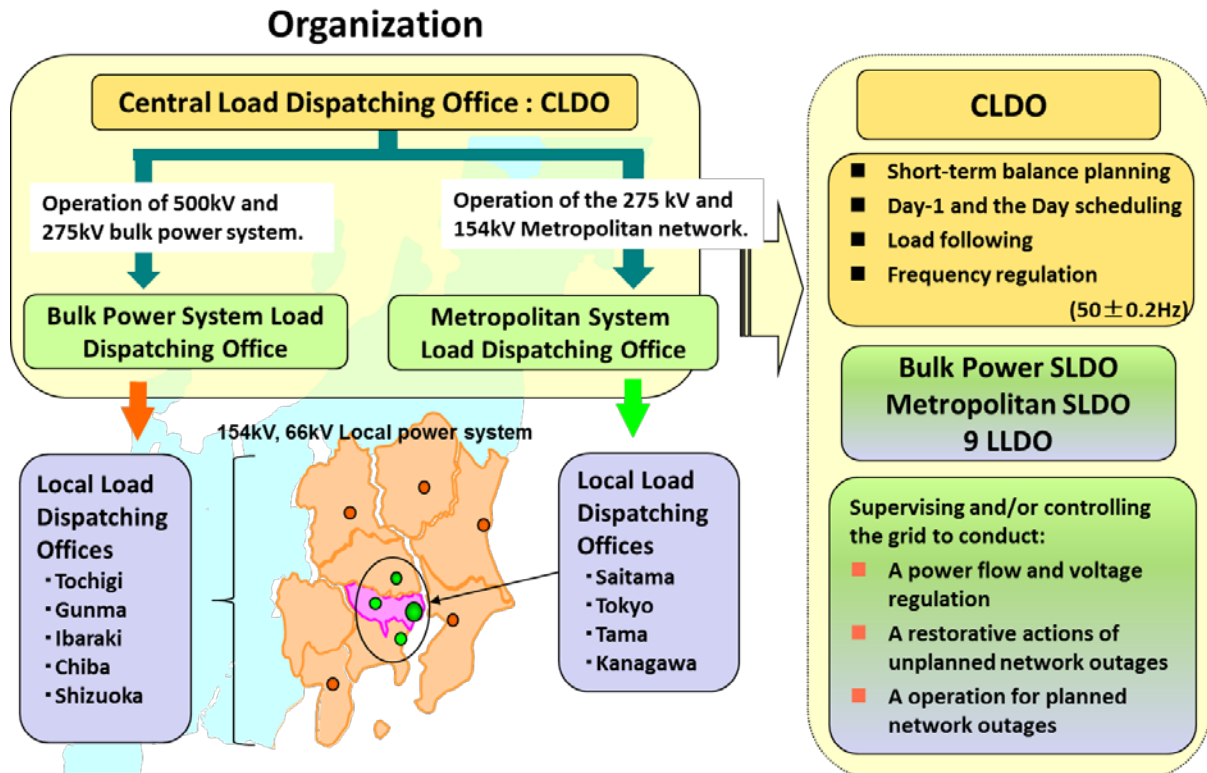 Organization
Central Load Dispatching Office : CLDO
Operation of 500kV and
275kV bulk power system.
Operation of the 275 kV and
154kV Metropolitan network.
Bulk Power System Load
Dispatching Office
Metropolitan System
Load Dispatching Office
154kV, 66kV Local power system
Local Load
Dispatching
Offices
・Tochigi
・Gunma
・Ibaraki
・Chiba
・Shizuoka
Local Load
Dispatching
Offices
・Saitama
・Tokyo
・Tama
・Kanagawa
CLDO
■ Short-term balance planning
■ Day-1 and the Day scheduling
■ Load following
■ Frequency regulation
(50±0.2Hz)
Bulk Power SLDO
Metropolitan SLDO
9 LLDO
Supervising and/or controlling
the grid to conduct:
■ A power flow and voltage
regulation
■ A restorative actions of
unplanned network outages
■ A operation for planned
network outages